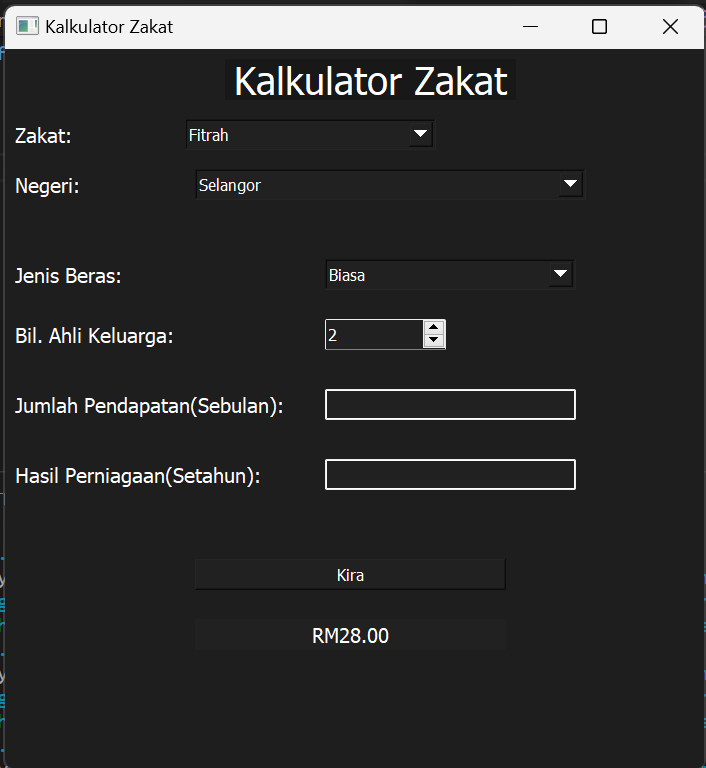 Kalkulator Zakat
Kalkulator Zakat
Zakat: Fitrah
Negeri: Selangor
Jenis Beras: Biasa
Bil. Ahli Keluarga: 2
Jumlah Pendapatan(Sebulan):
Hasil Perniagaan(Setahun):
Kira
RM28.00